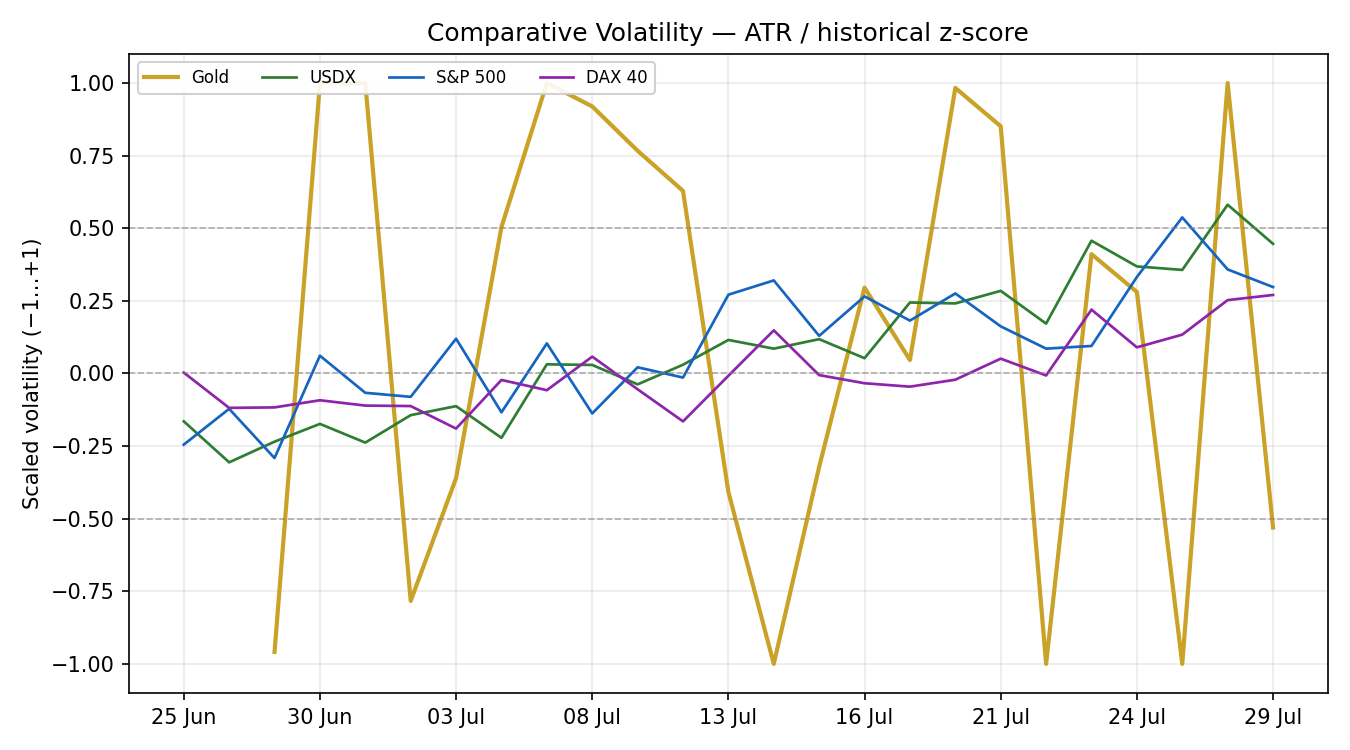 Comparative Volatility — ATR / historical z-score
Gold USDX S&P 500 DAX 40
Scaled volatility (−1…+1)
1.00
0.75
0.50
0.25
0.00
−0.25
−0.50
−0.75
−1.00
25 Jun 30 Jun 03 Jul 08 Jul 13 Jul 16 Jul 21 Jul 24 Jul 29 Jul